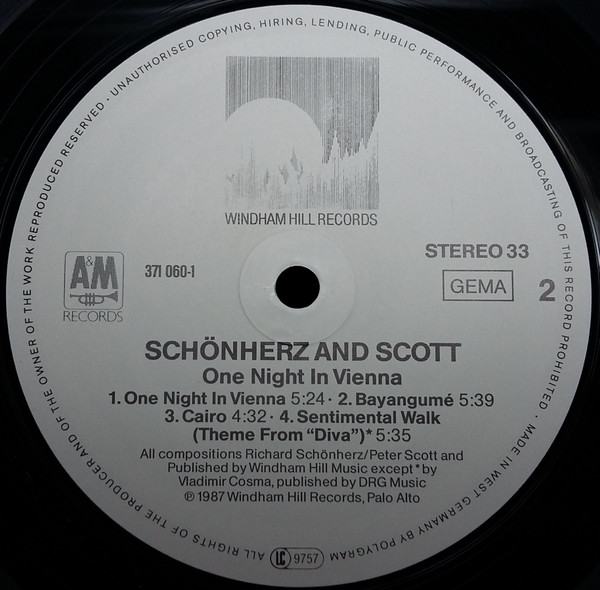 WINDHAM HILL RECORDS
A&M
RECORDS
371 060-1
STEREO 33
GEMA
2
SCHÖNHERZ AND SCOTT
One Night In Vienna
1. One Night In Vienna 5:24 · 2. Bayangumé 5:39
3. Cairo 4:32 · 4. Sentimental Walk
(Theme From “Diva”)* 5:35
All compositions Richard Schönherz/Peter Scott and
Published by Windham Hill Music except * by
Vladimir Cosma, published by DRG Music
℗ 1987 Windham Hill Records, Palo Alto
ALL RIGHTS OF THE PRODUCER AND OF THE OWNER OF THE WORK REPRODUCED RESERVED · UNAUTHORISED COPYING, HIRING, LENDING, PUBLIC PERFORMANCE AND BROADCASTING OF THIS RECORD PROHIBITED · MADE IN WEST GERMANY BY POLYGRAM
LC 9757